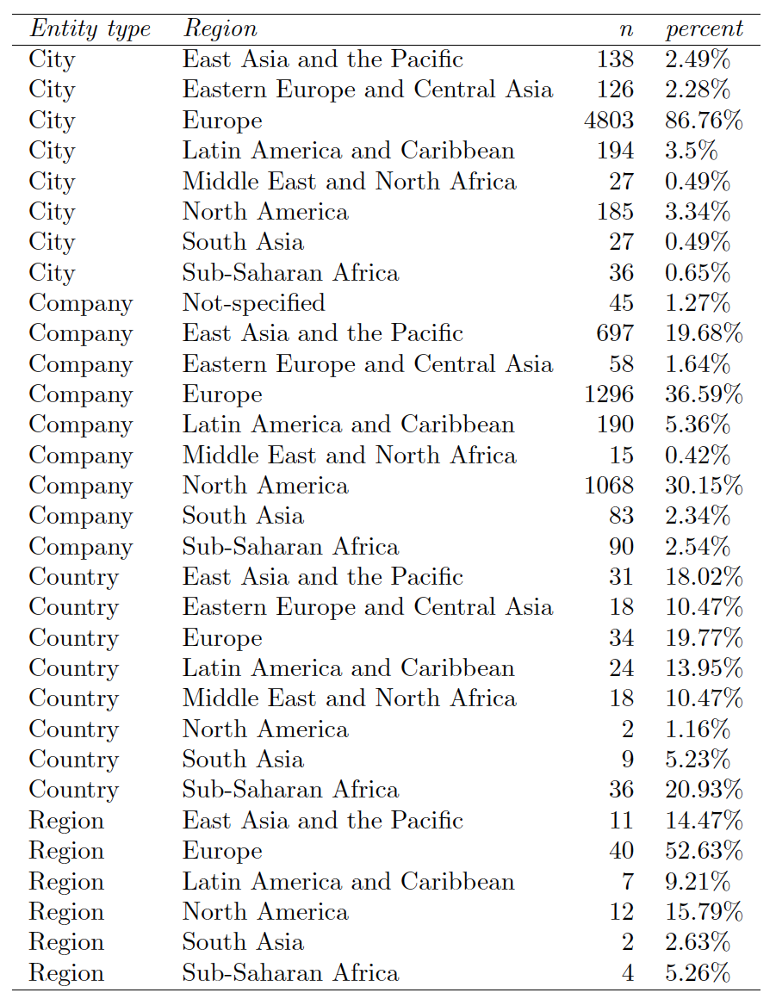 Entity type Region n percent
City East Asia and the Pacific 138 2.49%
City Eastern Europe and Central Asia 126 2.28%
City Europe 4803 86.76%
City Latin America and Caribbean 194 3.5%
City Middle East and North Africa 27 0.49%
City North America 185 3.34%
City South Asia 27 0.49%
City Sub-Saharan Africa 36 0.65%
Company Not-specified 45 1.27%
Company East Asia and the Pacific 697 19.68%
Company Eastern Europe and Central Asia 58 1.64%
Company Europe 1296 36.59%
Company Latin America and Caribbean 190 5.36%
Company Middle East and North Africa 15 0.42%
Company North America 1068 30.15%
Company South Asia 83 2.34%
Company Sub-Saharan Africa 90 2.54%
Country East Asia and the Pacific 31 18.02%
Country Eastern Europe and Central Asia 18 10.47%
Country Europe 34 19.77%
Country Latin America and Caribbean 24 13.95%
Country Middle East and North Africa 18 10.47%
Country North America 2 1.16%
Country South Asia 9 5.23%
Country Sub-Saharan Africa 36 20.93%
Region East Asia and the Pacific 11 14.47%
Region Europe 40 52.63%
Region Latin America and Caribbean 7 9.21%
Region North America 12 15.79%
Region South Asia 2 2.63%
Region Sub-Saharan Africa 4 5.26%